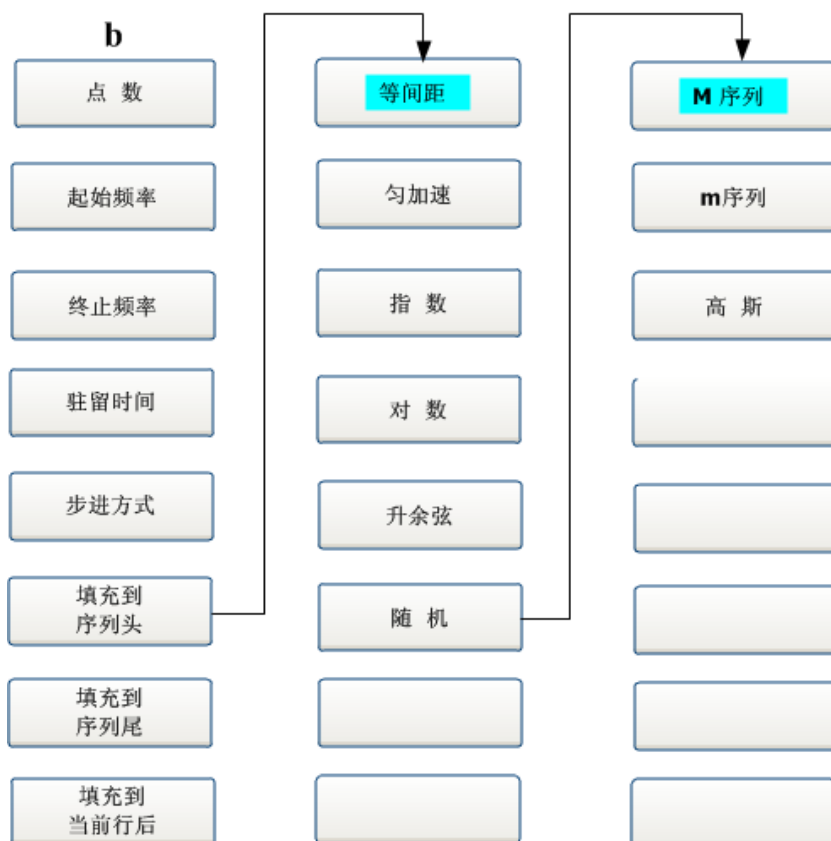 b
点 数
起始频率
终止频率
驻留时间
步进方式
填充到
序列头
填充到
序列尾
填充到
当前行后
等间距
匀加速
指 数
对 数
升余弦
随 机
M 序列
m序列
高 斯